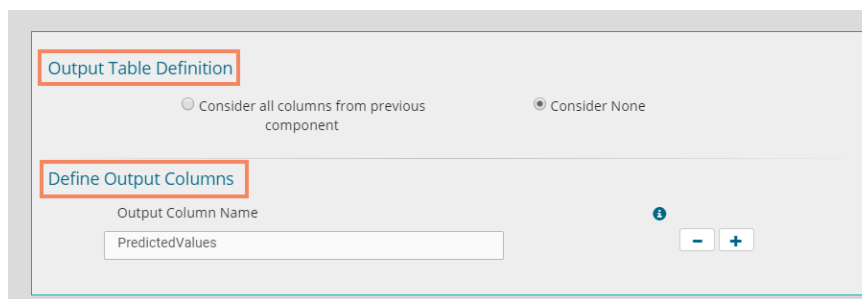 Output Table Definition
Consider all columns from previous
component
Consider None
Define Output Columns
Output Column Name
PredictedValues